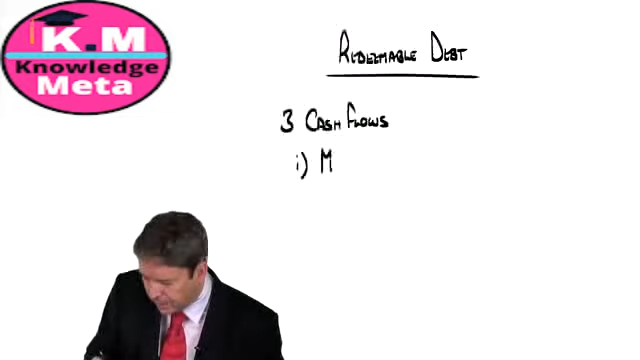 K.M
Knowledge
Meta
REDEEMABLE DEBT
3 CASH FLOWS
i) M